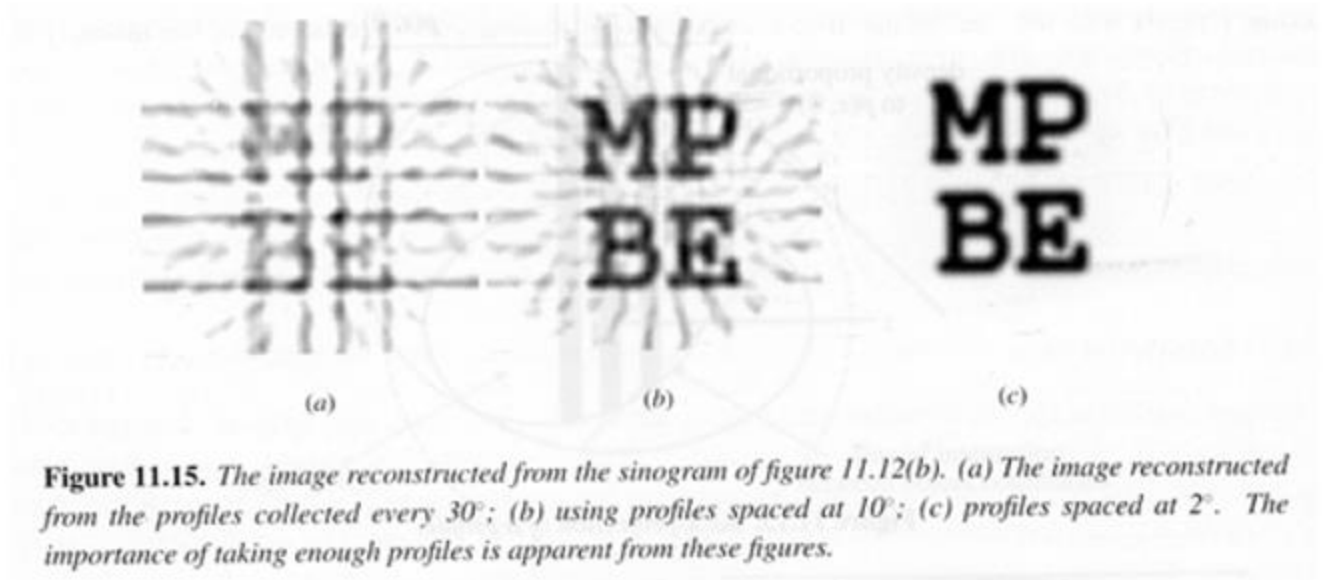 MP MP MP
BE BE BE
(a) (b) (c)
Figure 11.15. The image reconstructed from the sinogram of figure 11.12(b). (a) The image reconstructed
from the profiles collected every 30°; (b) using profiles spaced at 10°; (c) profiles spaced at 2°. The
importance of taking enough profiles is apparent from these figures.